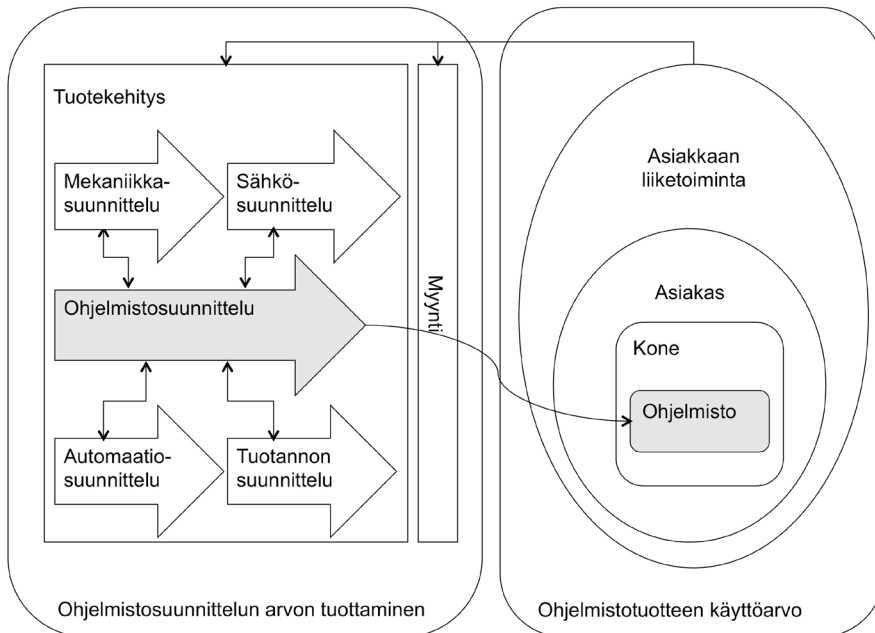 Tuotekehitys
Mekaniikka-
suunnittelu
Sähkö-
suunnittelu
Ohjelmistosuunnittelu
Automaatio-
suunnittelu
Tuotannon
suunnittelu
Myynti
Ohjelmistosuunnittelun arvon tuottaminen
Asiakkaan
liiketoiminta
Asiakas
Kone
Ohjelmisto
Ohjelmistotuotteen käyttöarvo